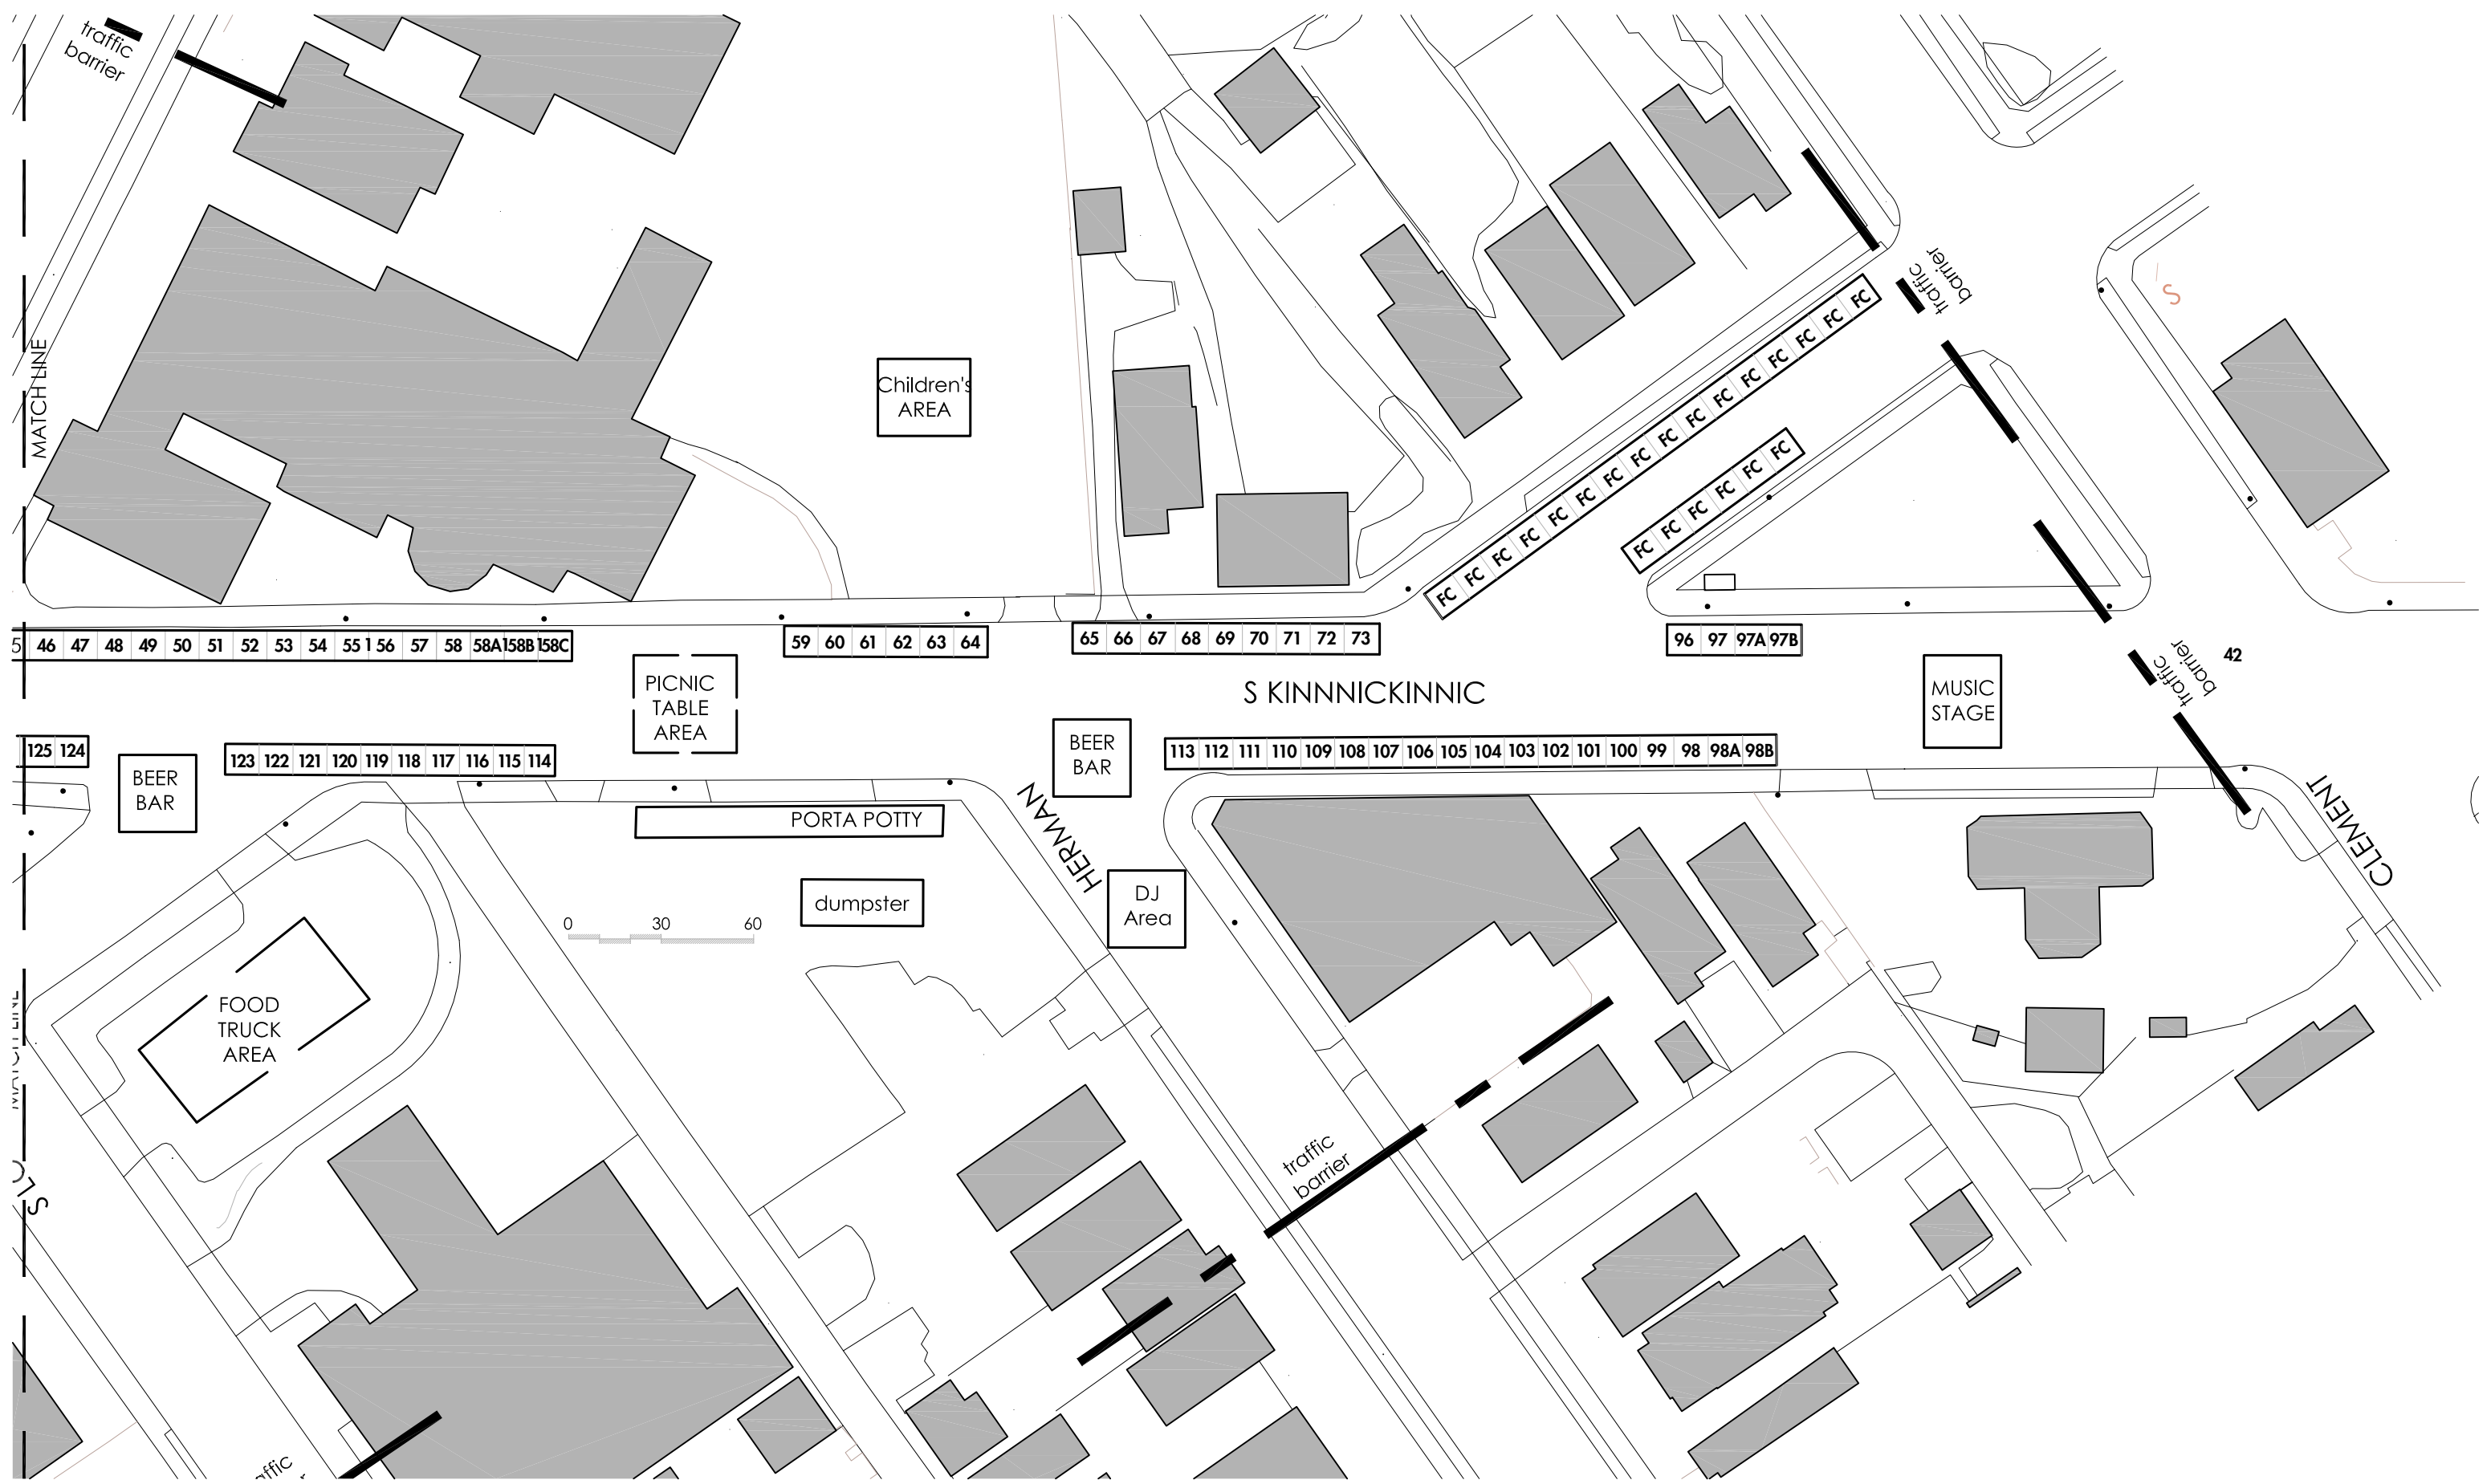 traffic
barrier
MATCH LINE
Children's
AREA
FC FC FC FC FC FC FC FC FC FC FC FC FC FC FC FC
FC FC FC FC FC FC
traffic
barrier
S
5 46 47 48 49 50 51 52 53 54 55 1 56 57 58 58A 158B 158C
59 60 61 62 63 64
65 66 67 68 69 70 71 72 73
96 97 97A 97B
traffic
barrier
42
PICNIC
TABLE
AREA
S KINNNICKINNIC
MUSIC
STAGE
125 124
BEER
BAR
123 122 121 120 119 118 117 116 115 114
BEER
BAR
113 112 111 110 109 108 107 106 105 104 103 102 101 100 99 98 98A 98B
PORTA POTTY
HERMAN
CLEMENT
dumpster
DJ
Area
0 30 60
FOOD
TRUCK
AREA
MATCH LINE
traffic
barrier